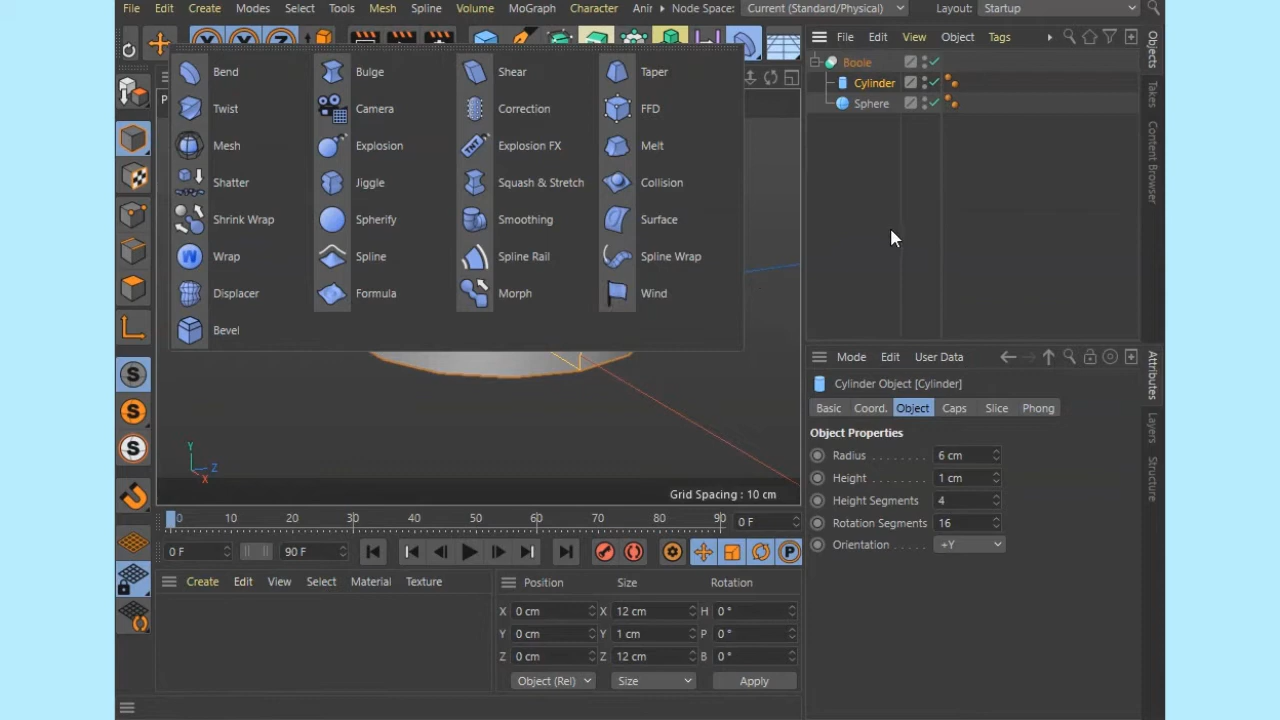 File Edit Create Modes Select Tools Mesh Spline Volume MoGraph Character Node Space: Current (Standard/Physical) Layout: Startup
File Edit View Object Tags
Bend Bulge Shear Taper
Twist Camera Correction FFD
Mesh Explosion Explosion FX Melt
Shatter Jiggle Squash & Stretch Collision
Shrink Wrap Spherify Smoothing Surface
Wrap Spline Spline Rail Spline Wrap
Displacer Formula Morph Wind
Bevel
Boole
Cylinder
Sphere
Objects
Takes
Content Browser
Mode Edit User Data
Cylinder Object [Cylinder]
Basic Coord. Object Caps Slice Phong
Object Properties
Radius . . . . . . . 6 cm
Height . . . . . . . . 1 cm
Height Segments 4
Rotation Segments 16
Orientation . . . . . +Y
Attributes
Layers
Structure
Y
Z
X
Grid Spacing : 10 cm
0 10 20 30 40 50 60 70 80 90 0 F
0 F 90 F
Create Edit View Select Material Texture
Position Size Rotation
X 0 cm X 12 cm H 0 °
Y 0 cm Y 1 cm P 0 °
Z 0 cm Z 12 cm B 0 °
Object (Rel) Size Apply